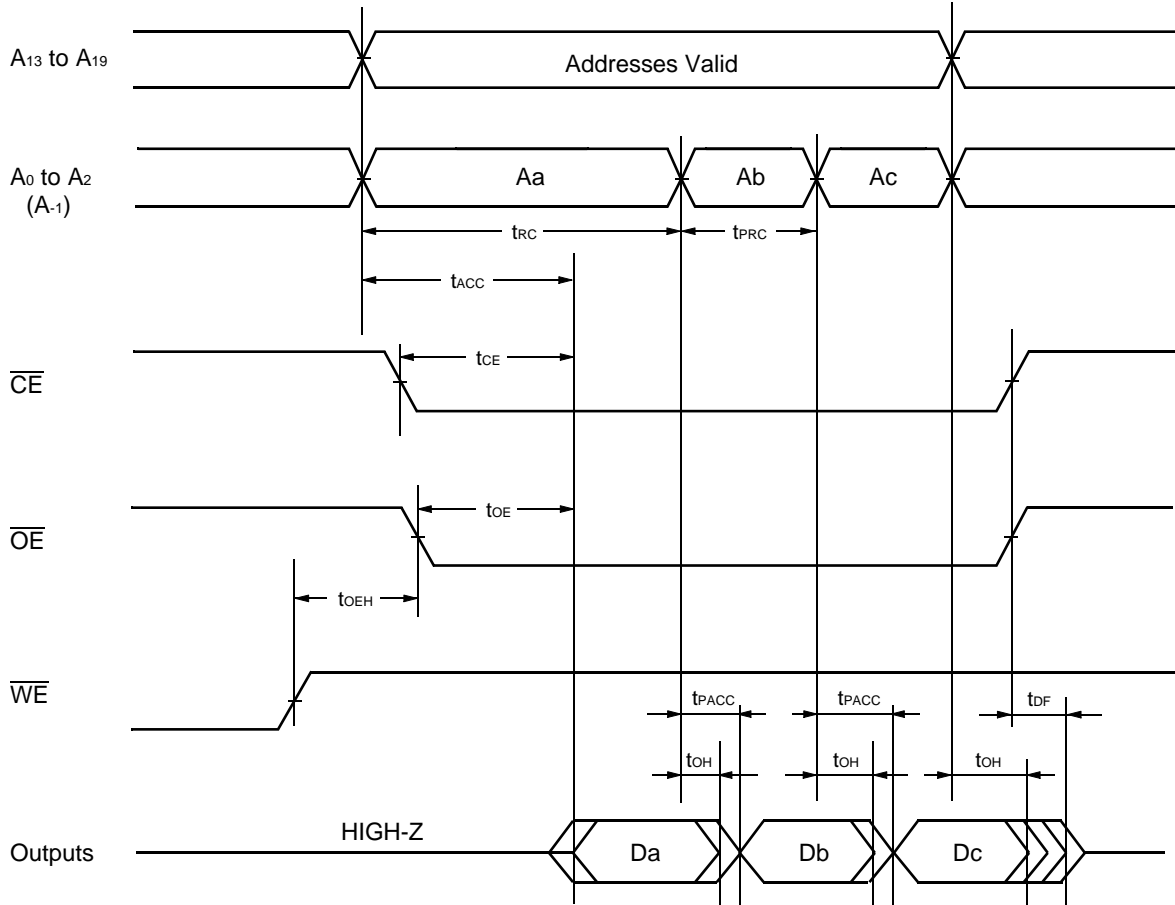 A13 to A19
Addresses Valid
A0 to A2
(A-1)
Aa
Ab
Ac
tRC
tPRC
tACC
CE
tCE
OE
tOE
tOEH
WE
tPACC
tPACC
tDF
tOH
tOH
tOH
Outputs
HIGH-Z
Da
Db
Dc